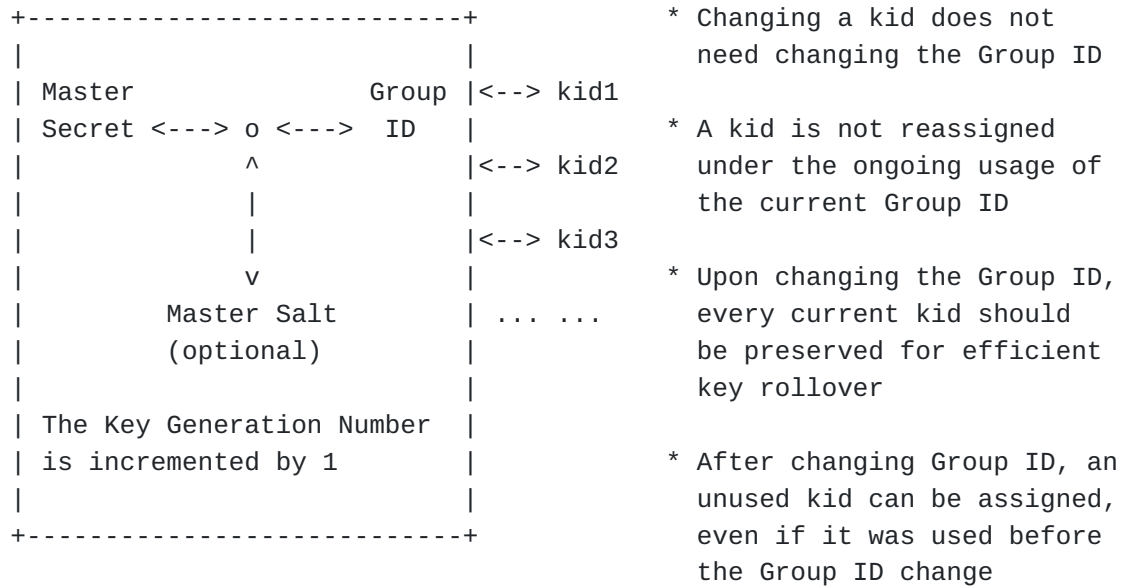 +----------------------------+             * Changing a kid does not
|                            |               need changing the Group ID
| Master               Group |<--> kid1
| Secret <---> o <--->  ID   |             * A kid is not reassigned
|              ^             |<--> kid2      under the ongoing usage of
|              |             |               the current Group ID
|              |             |<--> kid3
|              v             |             * Upon changing the Group ID,
|         Master Salt        | ... ...       every current kid should
|         (optional)         |               be preserved for efficient
|                            |               key rollover
| The Key Generation Number  |
| is incremented by 1        |             * After changing Group ID, an
|                            |               unused kid can be assigned,
+----------------------------+               even if it was used before
                                             the Group ID change